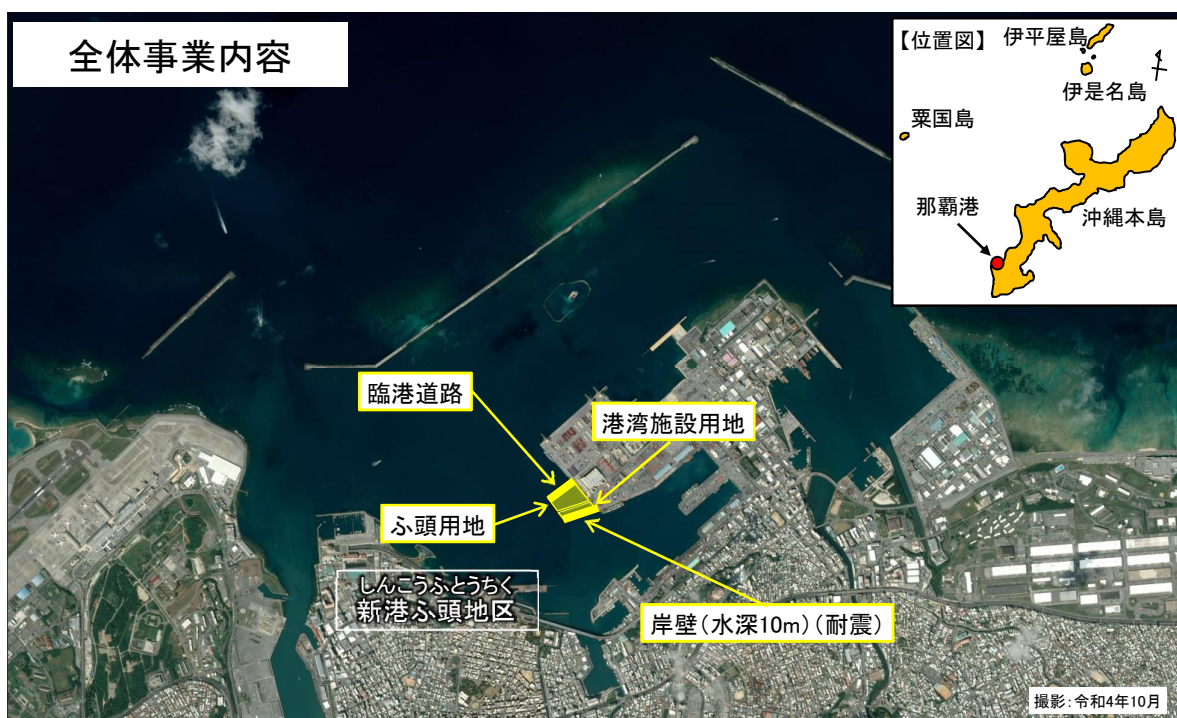 全体事業内容
【位置図】
伊平屋島
伊是名島
粟国島
那覇港
沖縄本島
臨港道路
港湾施設用地
ふ頭用地
しんこうふとうちく
新港ふ頭地区
岸壁(水深10m)(耐震)
撮影:令和4年10月